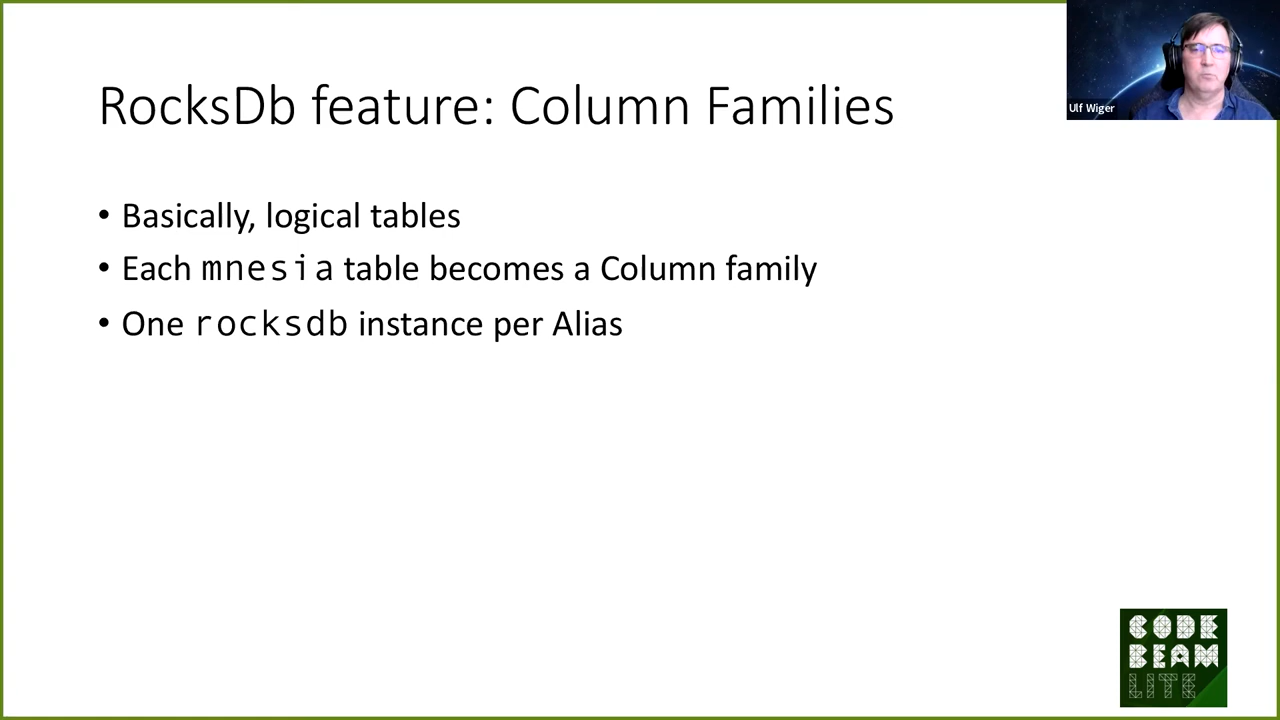 RocksDb feature: Column Families
Ulf Wiger
• Basically, logical tables
• Each mnesia table becomes a Column family
• One rocksdb instance per Alias
CODE
BEAM
LITE